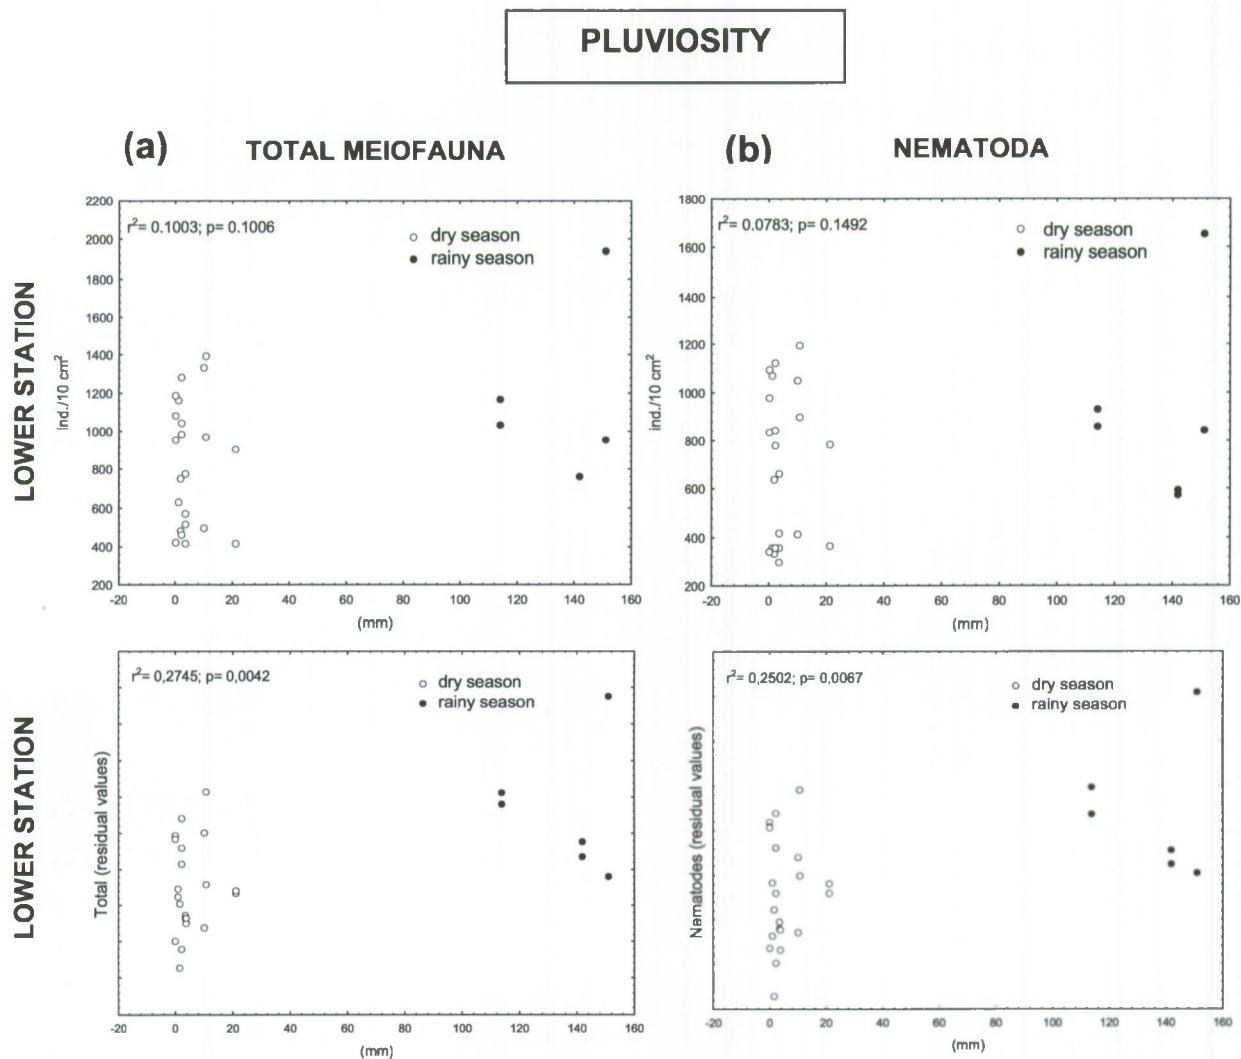 PLUVIOSITY
(a) TOTAL MEIOFAUNA
(b) NEMATODA
LOWER STATION
ind./10 cm²
2200
2000
1800
1600
1400
1200
1000
800
600
400
200
r²= 0.1003; p= 0.1006
dry season
rainy season
-20 0 20 40 60 80 100 120 140 160
(mm)
ind./10 cm²
1800
1600
1400
1200
1000
800
600
400
200
r²= 0.0783; p= 0.1492
dry season
rainy season
-20 0 20 40 60 80 100 120 140 160
(mm)
LOWER STATION
Total (residual values)
r²= 0,2745; p= 0,0042
dry season
rainy season
-20 0 20 40 60 80 100 120 140 160
(mm)
Nematodes (residual values)
r²= 0,2502; p= 0,0067
dry season
rainy season
-20 0 20 40 60 80 100 120 140 160
(mm)